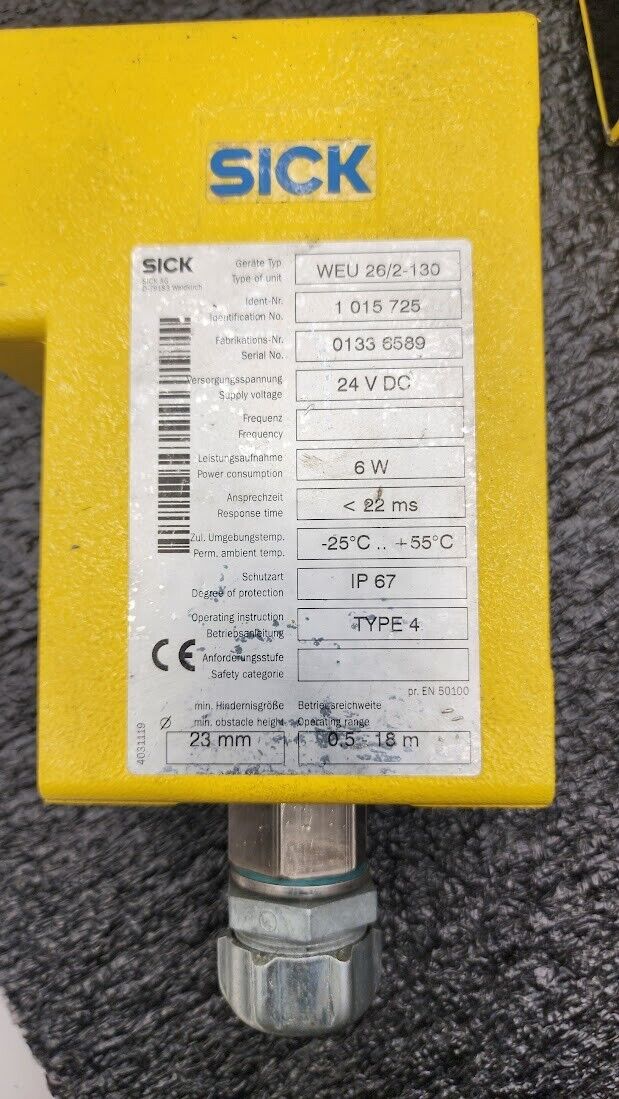 SICK
SICK
SICK AG
D-79183 Waldkirch
Geräte Typ
Type of unit
WEU 26/2-130
Ident-Nr.
Identification No.
1 015 725
Fabrikations-Nr.
Serial No.
0133 6589
Versorgungsspannung
Supply voltage
24 V DC
Frequenz
Frequency
Leistungsaufnahme
Power consumption
6 W
Ansprechzeit
Response time
< 22 ms
Zul. Umgebungstemp.
Perm. ambient temp.
-25°C .. +55°C
Schutzart
Degree of protection
IP 67
Operating instruction
Betriebsanleitung
TYPE 4
CE
Anforderungsstufe
Safety categorie
pr. EN 50100
min. Hindernisgröße
min. obstacle height
Ø
23 mm
Betriebsreichweite
Operating range
0,5 18 m
4031119